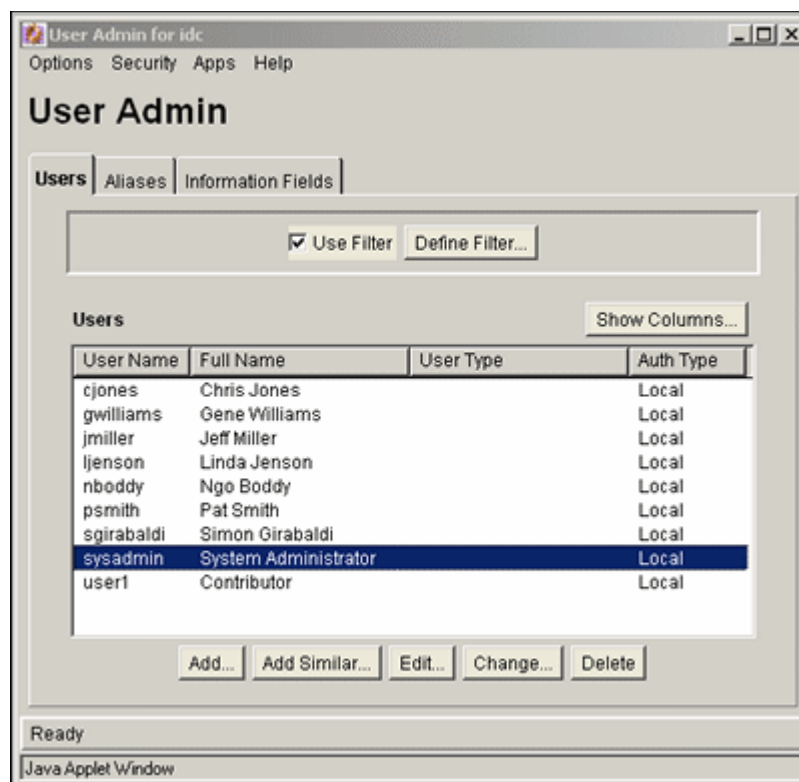 User Admin for idc
Options Security Apps Help
User Admin
Users Aliases Information Fields
Use Filter Define Filter...
Users Show Columns...
User Name Full Name User Type Auth Type
cjones Chris Jones Local
gwilliams Gene Williams Local
jmiller Jeff Miller Local
ljenson Linda Jenson Local
nboddy Ngo Boddy Local
psmith Pat Smith Local
sgirabaldi Simon Girabaldi Local
sysadmin System Administrator Local
user1 Contributor Local
Add... Add Similar... Edit... Change... Delete
Ready
Java Applet Window